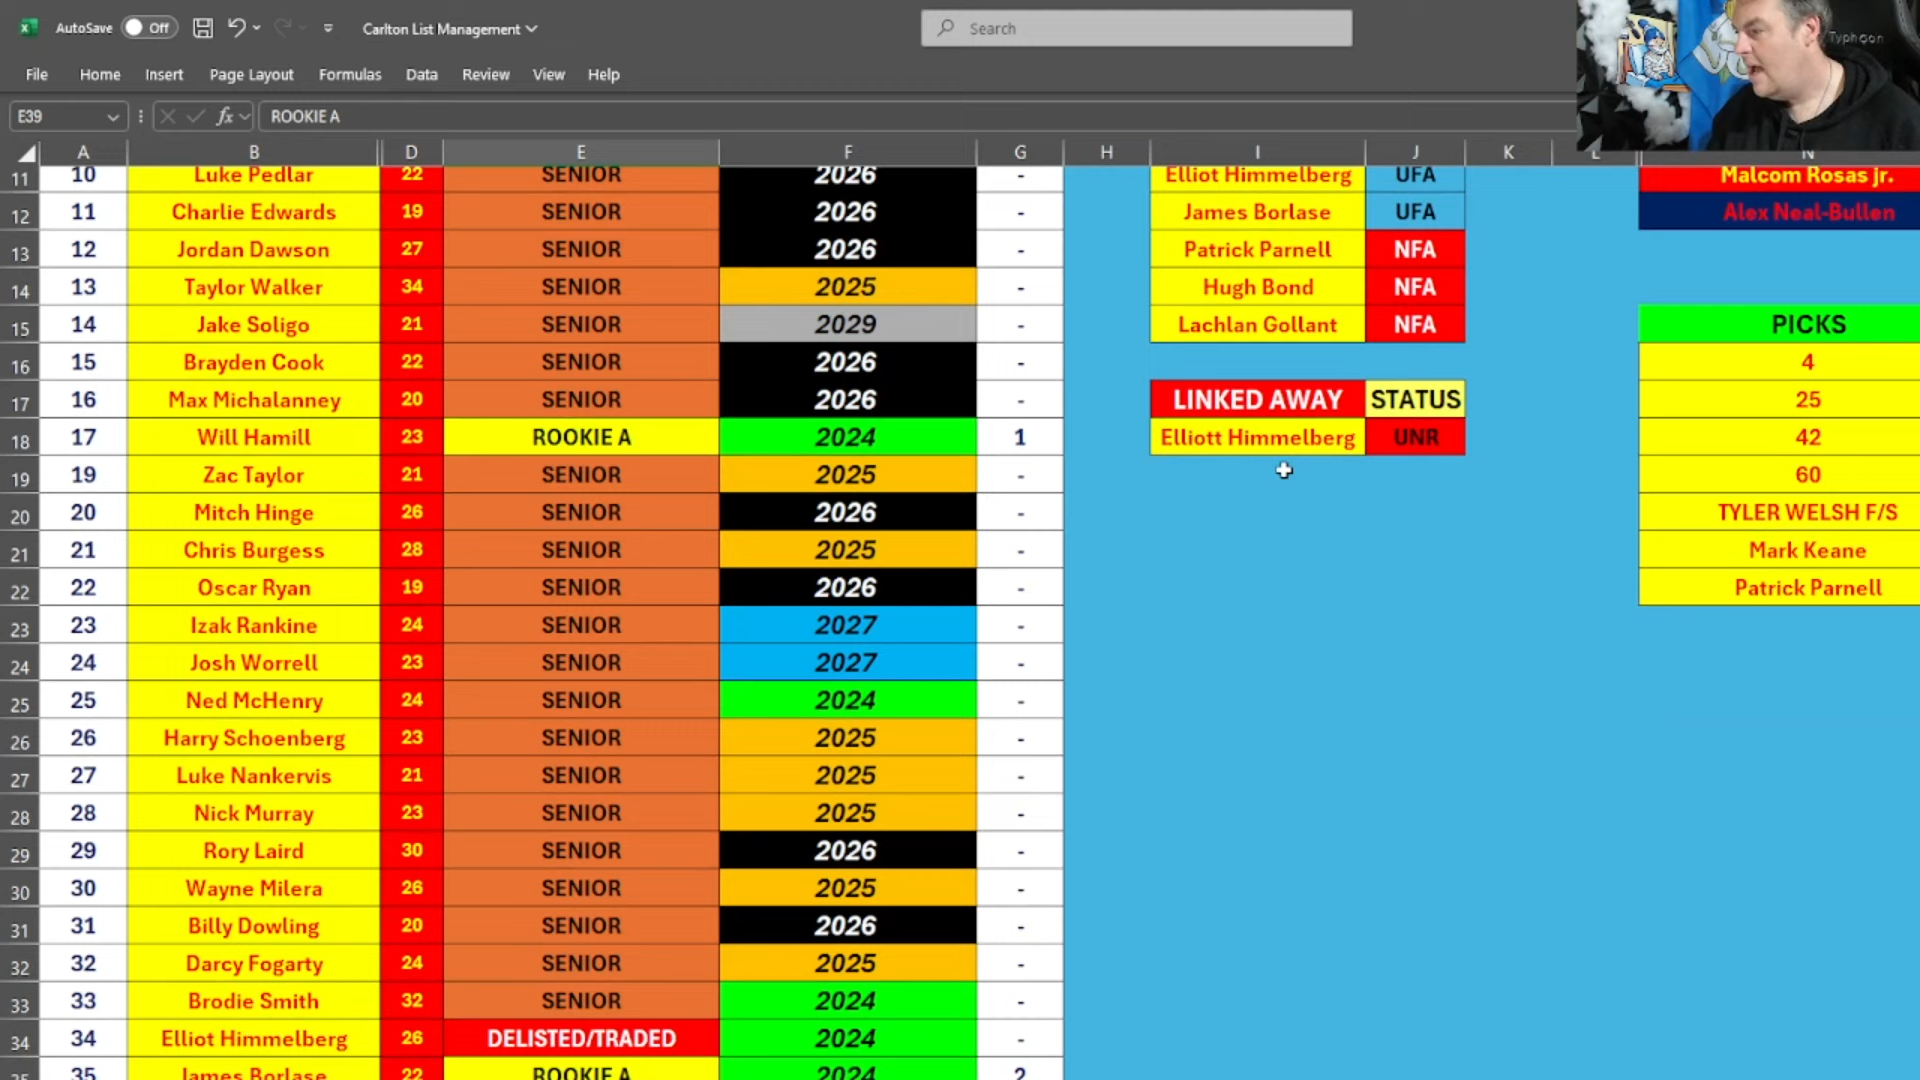 AutoSave Off Carlton List Management Search
Typhoon
File Home Insert Page Layout Formulas Data Review View Help
E39 fx ROOKIE A
A B D E F G H I J K L N
11 10 Luke Pedlar 22 SENIOR 2026 - Elliot Himmelberg UFA Malcom Rosas jr.
12 11 Charlie Edwards 19 SENIOR 2026 - James Borlase UFA Alex Neal-Bullen
13 12 Jordan Dawson 27 SENIOR 2026 - Patrick Parnell NFA
14 13 Taylor Walker 34 SENIOR 2025 - Hugh Bond NFA
15 14 Jake Soligo 21 SENIOR 2029 - Lachlan Gollant NFA PICKS
16 15 Brayden Cook 22 SENIOR 2026 - 4
17 16 Max Michalanney 20 SENIOR 2026 - LINKED AWAY STATUS 25
18 17 Will Hamill 23 ROOKIE A 2024 1 Elliott Himmelberg UNR 42
19 19 Zac Taylor 21 SENIOR 2025 - 60
20 20 Mitch Hinge 26 SENIOR 2026 - TYLER WELSH F/S
21 21 Chris Burgess 28 SENIOR 2025 - Mark Keane
22 22 Oscar Ryan 19 SENIOR 2026 - Patrick Parnell
23 23 Izak Rankine 24 SENIOR 2027 -
24 24 Josh Worrell 23 SENIOR 2027 -
25 25 Ned McHenry 24 SENIOR 2024 -
26 26 Harry Schoenberg 23 SENIOR 2025 -
27 27 Luke Nankervis 21 SENIOR 2025 -
28 28 Nick Murray 23 SENIOR 2025 -
29 29 Rory Laird 30 SENIOR 2026 -
30 30 Wayne Milera 26 SENIOR 2025 -
31 31 Billy Dowling 20 SENIOR 2026 -
32 32 Darcy Fogarty 24 SENIOR 2025 -
33 33 Brodie Smith 32 SENIOR 2024 -
34 34 Elliot Himmelberg 26 DELISTED/TRADED 2024 -
35 35 James Borlase 22 ROOKIE A 2024 2